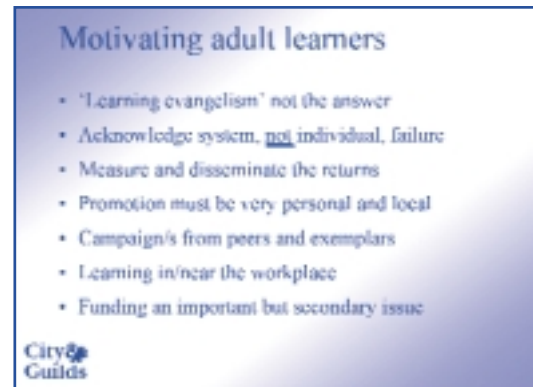 Motivating adult learners
• 'Learning evangelism' not the answer
• Acknowledge system, not individual, failure
• Measure and disseminate the returns
• Promotion must be very personal and local
• Campaign/s from peers and exemplars
• Learning in/near the workplace
• Funding an important but secondary issue
City &
Guilds